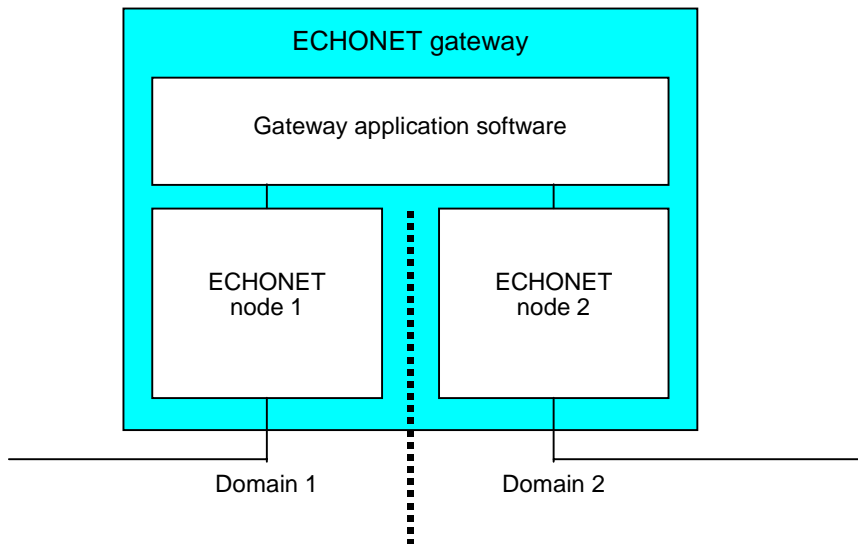 ECHONET gateway
Gateway application software
ECHONET
node 1
ECHONET
node 2
Domain 1
Domain 2